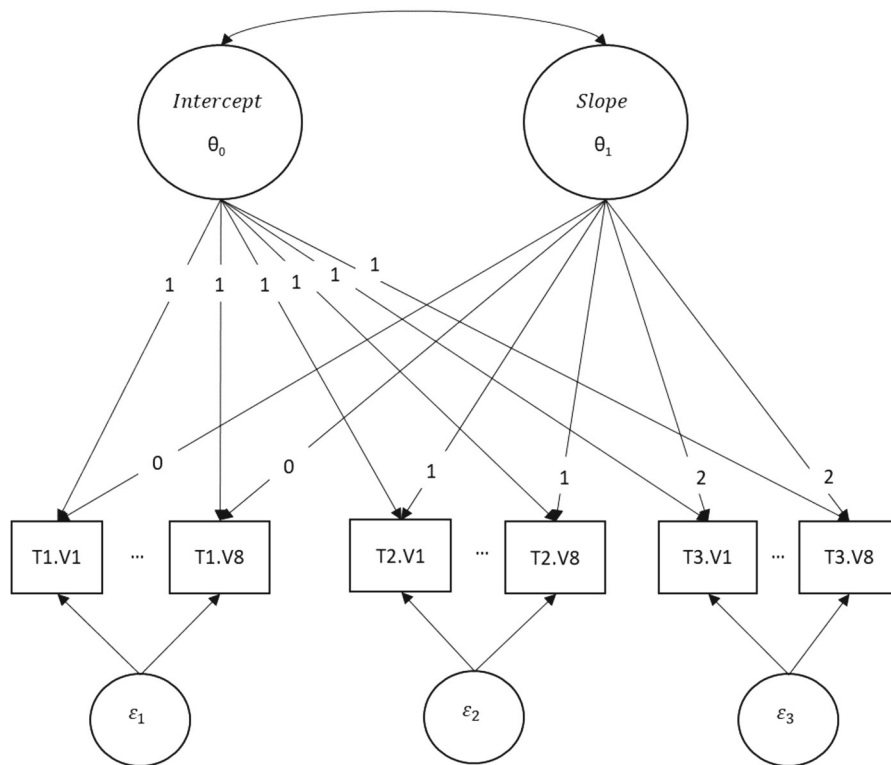 Intercept
θ0
Slope
θ1
1 1 1 1 1 1
0 0 1 1 2 2
T1.V1 ... T1.V8 T2.V1 ... T2.V8 T3.V1 ... T3.V8
ε1 ε2 ε3